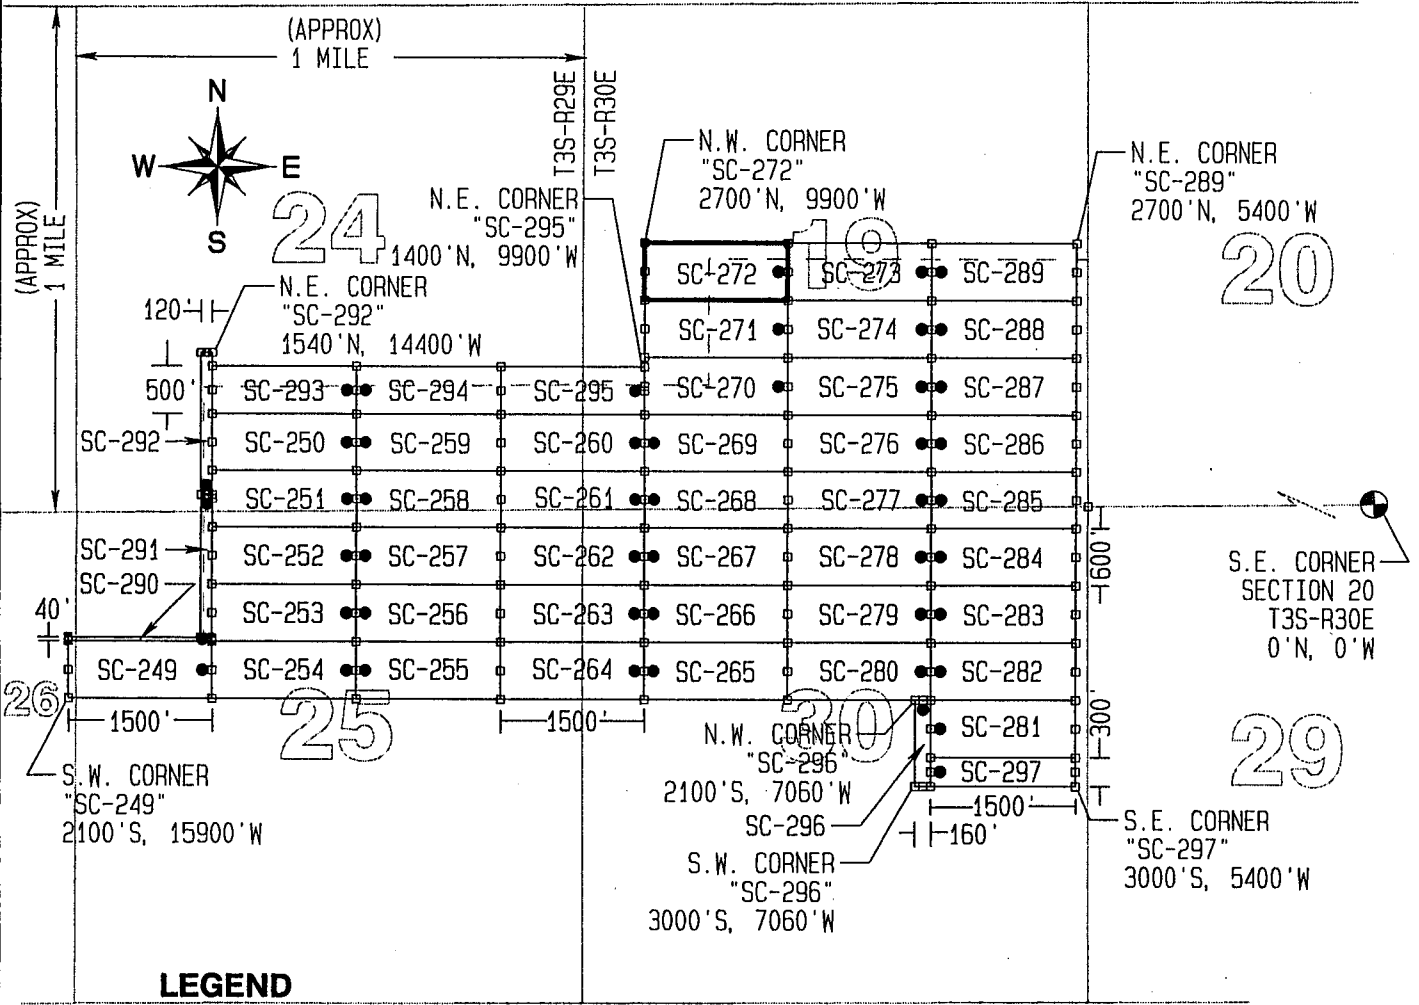 (APPROX)
1 MILE
(APPROX)
1 MILE
T3S-R29E
T3S-R30E
N
W E
S
24
19
20
N.W. CORNER
"SC-272"
2700'N, 9900'W
N.E. CORNER
"SC-289"
2700'N, 5400'W
N.E. CORNER
"SC-295"
1400'N, 9900'W
N.E. CORNER
"SC-292"
1540'N, 14400'W
120'
500'
SC-272 SC-273 SC-289
SC-271 SC-274 SC-288
SC-293 SC-294 SC-295 SC-270 SC-275 SC-287
SC-292 SC-250 SC-259 SC-260 SC-269 SC-276 SC-286
SC-251 SC-258 SC-261 SC-268 SC-277 SC-285
SC-291 SC-252 SC-257 SC-262 SC-267 SC-278 SC-284
SC-290
600'
S.E. CORNER
SECTION 20
T3S-R30E
0'N, 0'W
40'
SC-253 SC-256 SC-263 SC-266 SC-279 SC-283
SC-249 SC-254 SC-255 SC-264 SC-265 SC-280 SC-282
26
25
30
29
1500'
1500'
SC-281
300'
SC-297
1500'
160'
N.W. CORNER
"SC-296"
2100'S, 7060'W
SC-296
S.W. CORNER
"SC-296"
3000'S, 7060'W
S.W. CORNER
"SC-249"
2100'S, 15900'W
S.E. CORNER
"SC-297"
3000'S, 5400'W
LEGEND